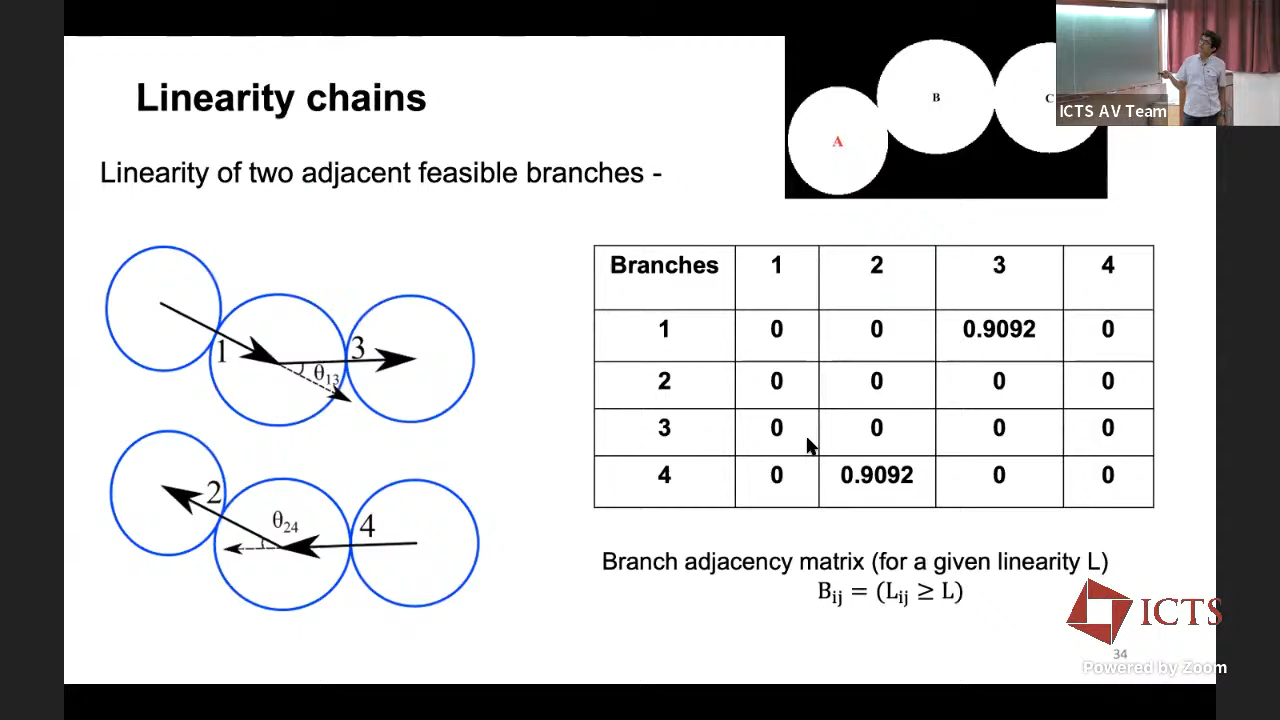 Linearity chains
Linearity of two adjacent feasible branches -
A
B
C
ICTS AV Team
1
3
θ13
2
θ24
4
Branches 1 2 3 4
1 0 0 0.9092 0
2 0 0 0 0
3 0 0 0 0
4 0 0.9092 0 0
Branch adjacency matrix (for a given linearity L)
Bij = (Lij ≥ L)
ICTS
34
Powered by Zoom